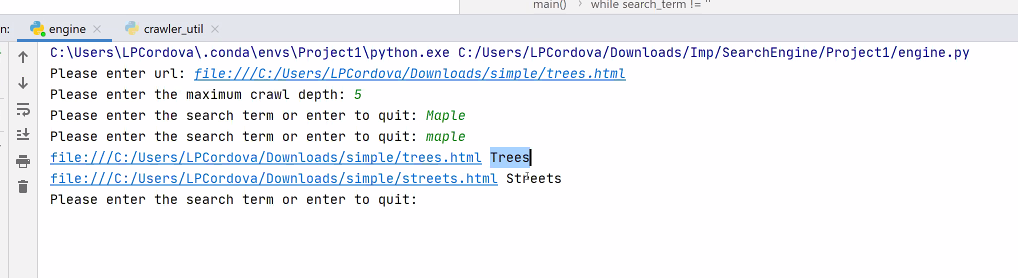 main() › while search_term != ''
n: engine × crawler_util ×
C:\Users\LPCordova\.conda\envs\Project1\python.exe C:/Users/LPCordova/Downloads/Imp/SearchEngine/Project1/engine.py
Please enter url: file:///C:/Users/LPCordova/Downloads/simple/trees.html
Please enter the maximum crawl depth: 5
Please enter the search term or enter to quit: Maple
Please enter the search term or enter to quit: maple
file:///C:/Users/LPCordova/Downloads/simple/trees.html Trees
file:///C:/Users/LPCordova/Downloads/simple/streets.html Streets
Please enter the search term or enter to quit: